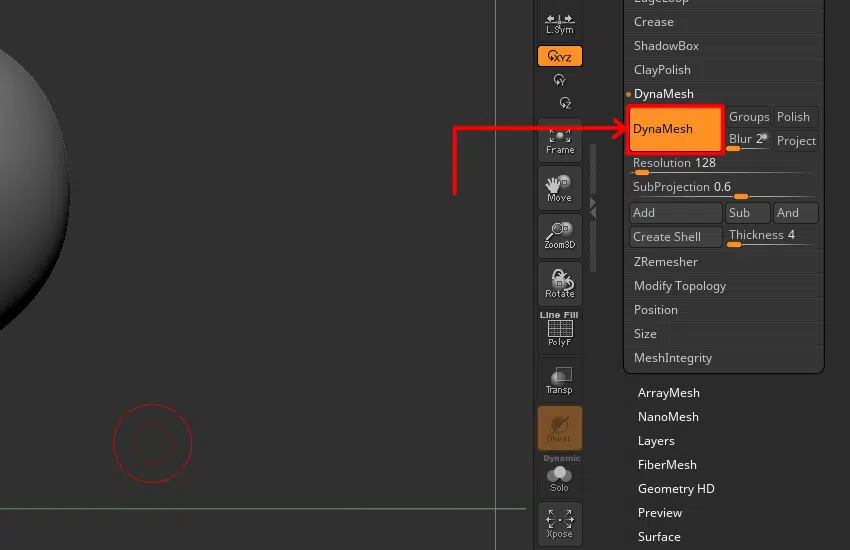 L.Sym
XYZ
Y
Z
Frame
Move
Zoom3D
Rotate
Line Fill
PolyF
Transp
Ghost
Dynamic
Solo
Xpose
EdgeLoop
Crease
ShadowBox
ClayPolish
DynaMesh
DynaMesh
Groups Polish
Blur 2 Project
Resolution 128
SubProjection 0.6
Add Sub And
Create Shell Thickness 4
ZRemesher
Modify Topology
Position
Size
MeshIntegrity
ArrayMesh
NanoMesh
Layers
FiberMesh
Geometry HD
Preview
Surface